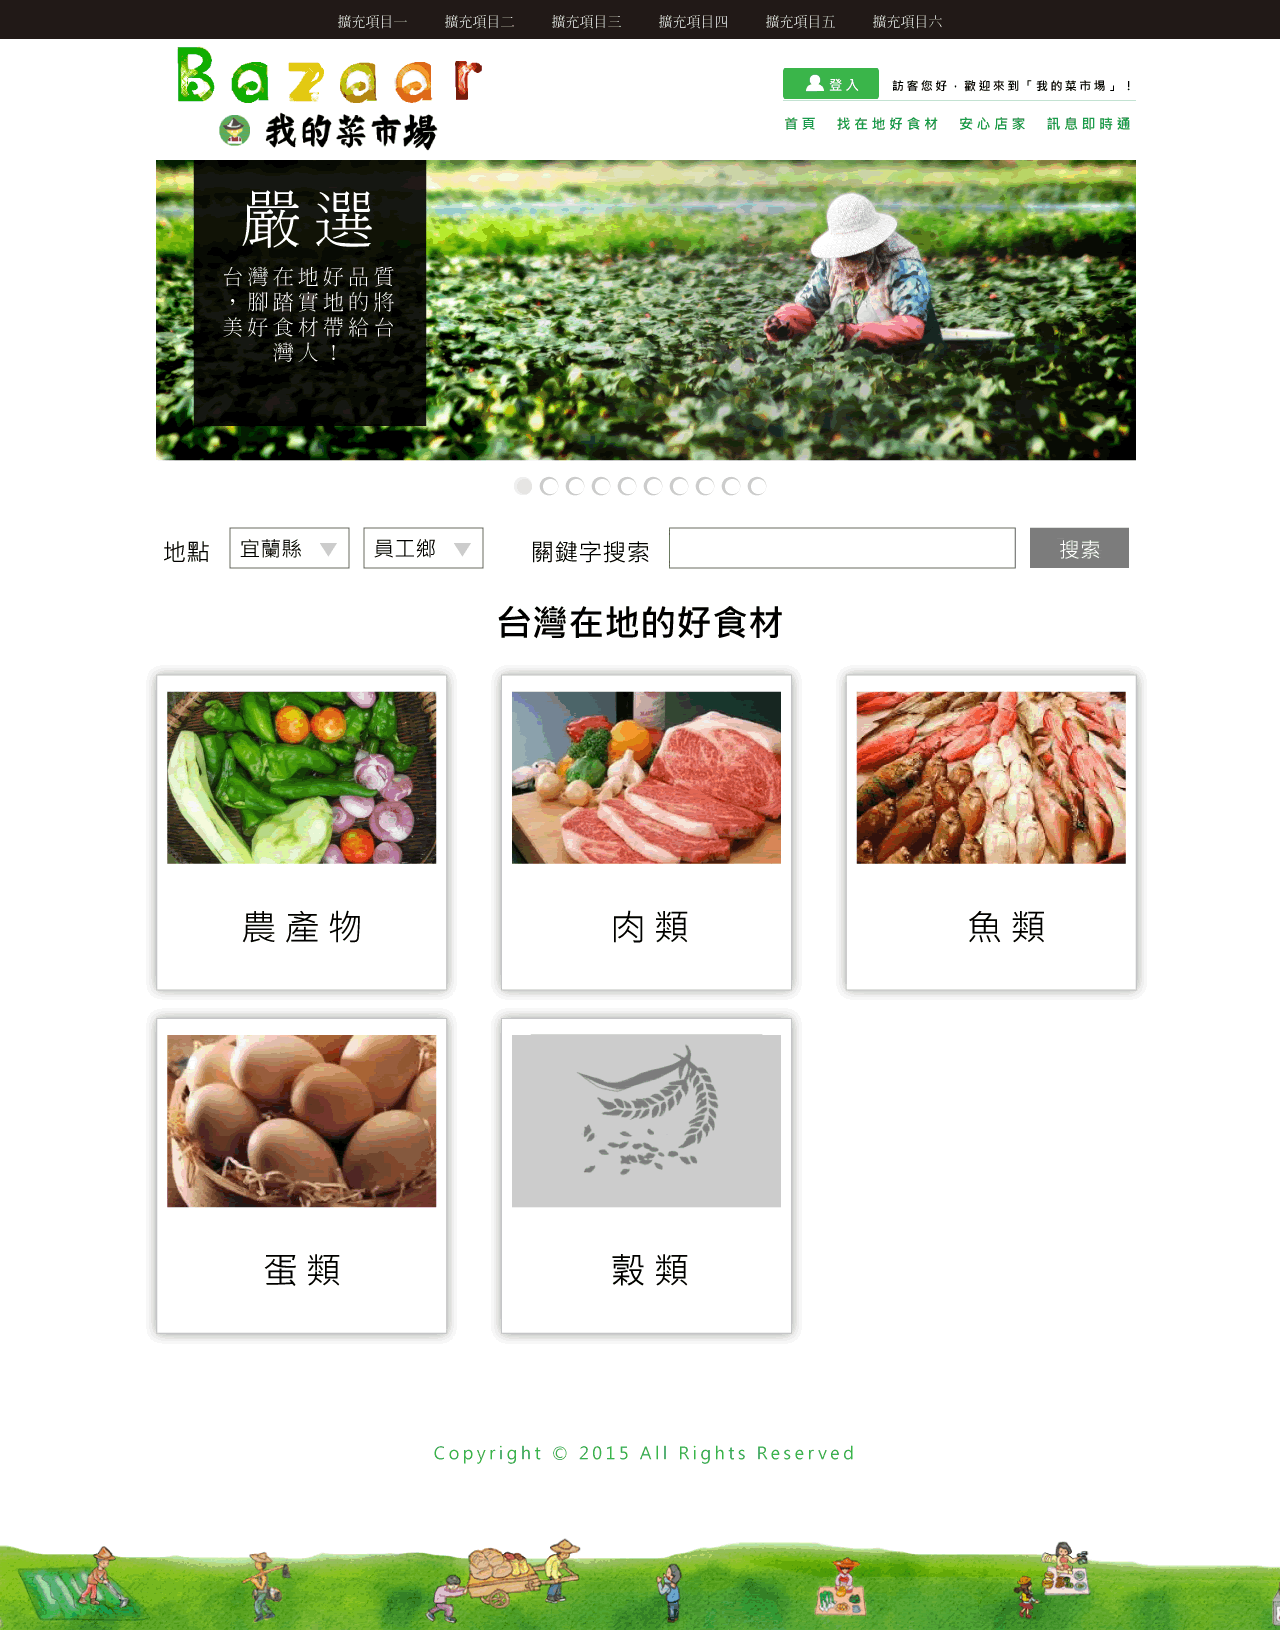 擴充項目一 擴充項目二 擴充項目三 擴充項目四 擴充項目五 擴充項目六
Bazaar
我的菜市場
登入 訪客您好，歡迎來到「我的菜市場」！
首頁 找在地好食材 安心店家 訊息即時通
嚴選
台灣在地好品質
，腳踏實地的將
美好食材帶給台
灣人！
地點 宜蘭縣 員工鄉 關鍵字搜索 搜索
台灣在地的好食材
農產物 肉類 魚類
蛋類 穀類
Copyright © 2015 All Rights Reserved